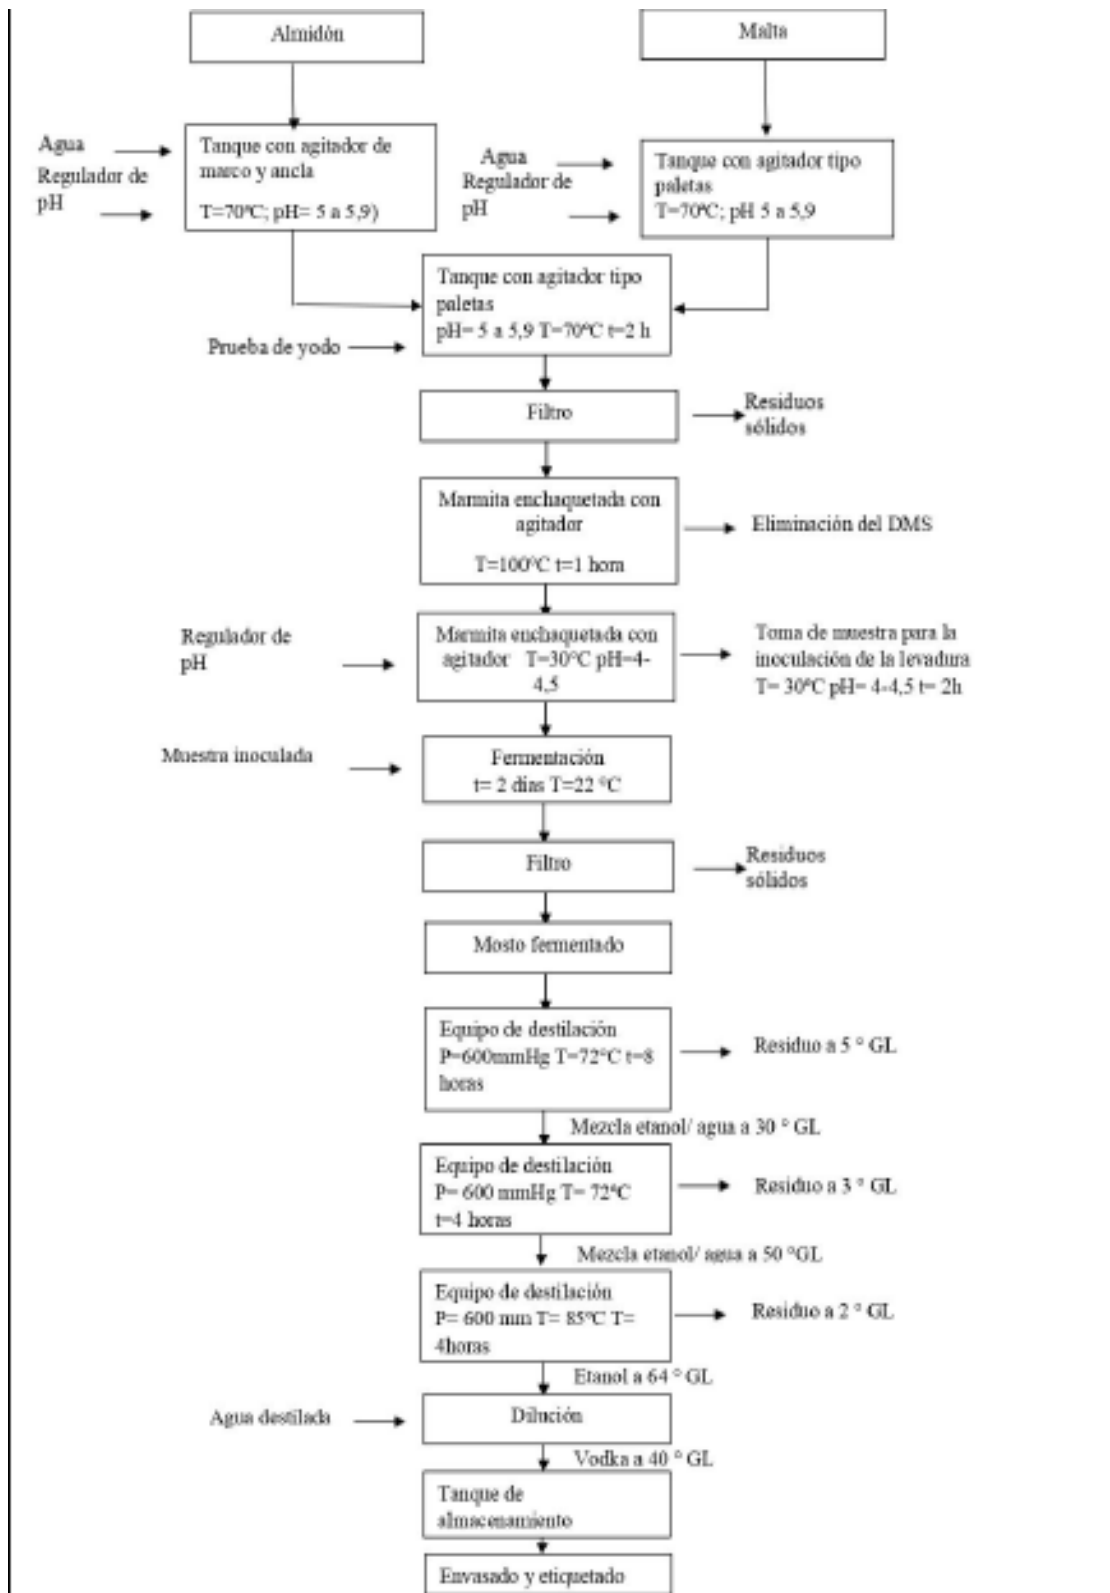 Almidón
Malta
Agua
Regulador de
pH
Tanque con agitador de
marco y ancla
T=70ºC; pH= 5 a 5,9)
Agua
Regulador de
pH
Tanque con agitador tipo
paletas
T=70ºC; pH 5 a 5,9
Tanque con agitador tipo
paletas
pH= 5 a 5,9 T=70ºC t=2 h
Prueba de yodo
Filtro
Residuos
sólidos
Marmita enchaquetada con
agitador
T=100ºC t=1 hora
Eliminación del DMS
Regulador de
pH
Marmita enchaquetada con
agitador T=30ºC pH=4-
4,5
Toma de muestra para la
inoculación de la levadura
T= 30ºC pH= 4-4,5 t= 2h
Muestra inoculada
Fermentación
t= 2 días T=22 ºC
Filtro
Residuos
sólidos
Mosto fermentado
Equipo de destilación
P=600mmHg T=72ºC t=8
horas
Residuo a 5 º GL
Mezcla etanol/ agua a 30 º GL
Equipo de destilación
P= 600 mmHg T= 72ºC
t=4 horas
Residuo a 3 º GL
Mezcla etanol/ agua a 50 ºGL
Equipo de destilación
P= 600 mm T= 85ºC T=
4horas
Residuo a 2 º GL
Etanol a 64 º GL
Agua destilada
Dilución
Vodka a 40 º GL
Tanque de
almacenamiento
Envasado y etiquetado